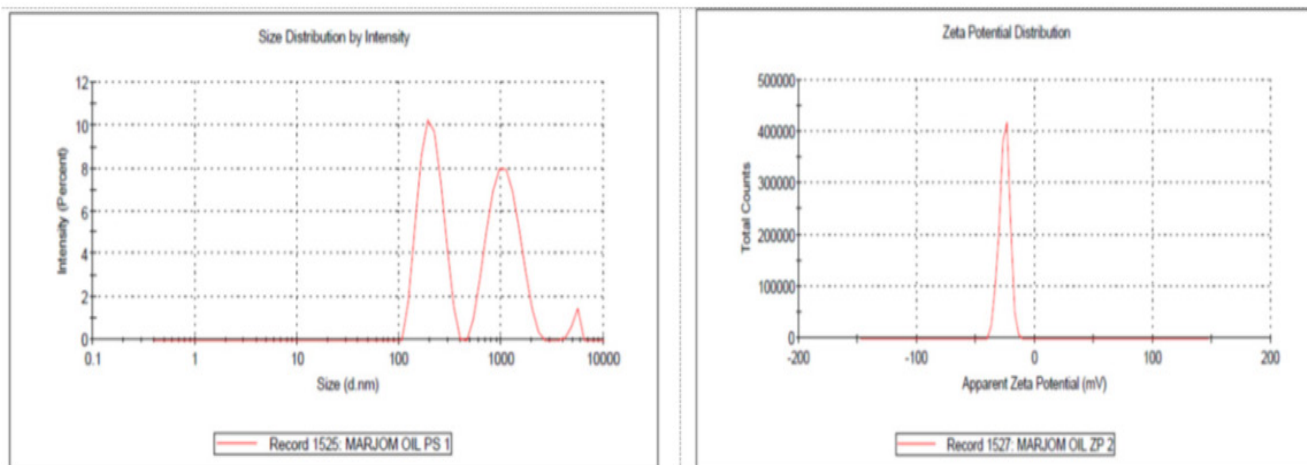 Size Distribution by Intensity
12
10
8
6
4
2
0
Intensity (Percent)
0.1 1 10 100 1000 10000
Size (d.nm)
Record 1525: MARJOM OIL PS 1
Zeta Potential Distribution
500000
400000
300000
200000
100000
0
Total Counts
-200 -100 0 100 200
Apparent Zeta Potential (mV)
Record 1527: MARJOM OIL ZP 2